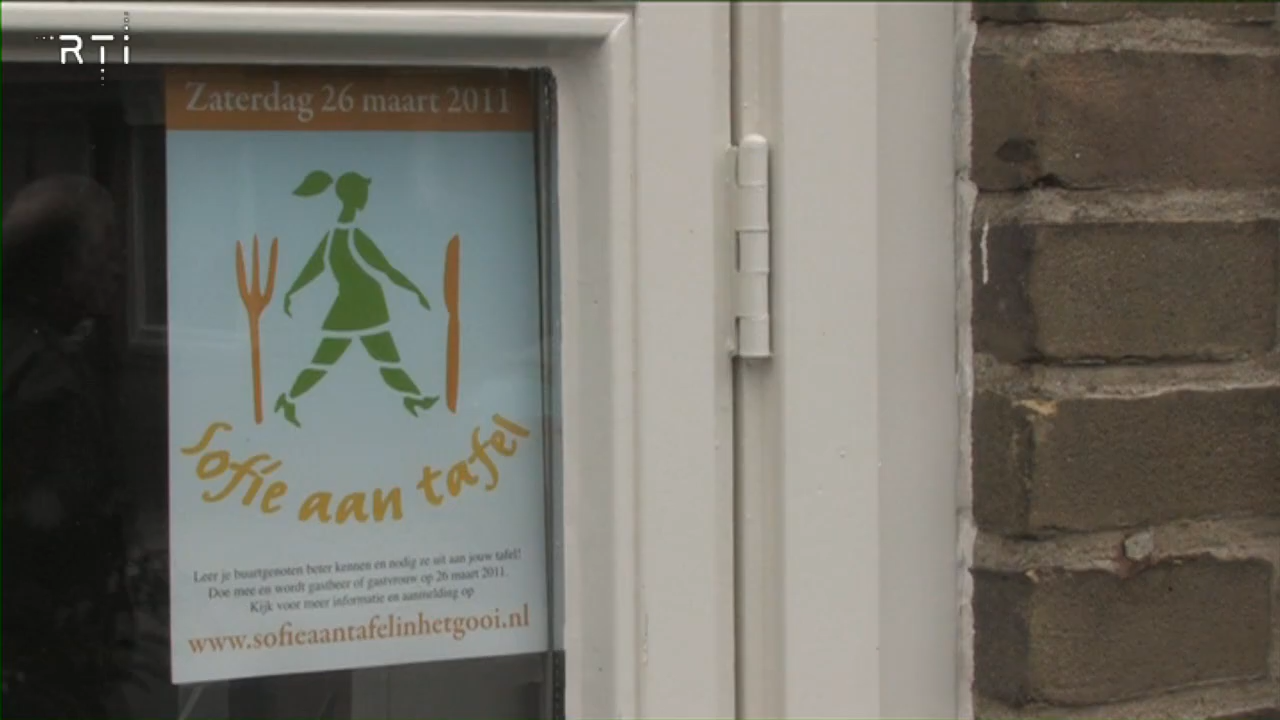 RTi
Zaterdag 26 maart 2011
Sofie aan tafel
Leer je buurtgenoten beter kennen en nodig ze uit aan jouw tafel!
Doe mee en wordt gastheer of gastvrouw op 26 maart 2011.
Kijk voor meer informatie en aanmelding op
www.sofieaantafelinhetgooi.nl